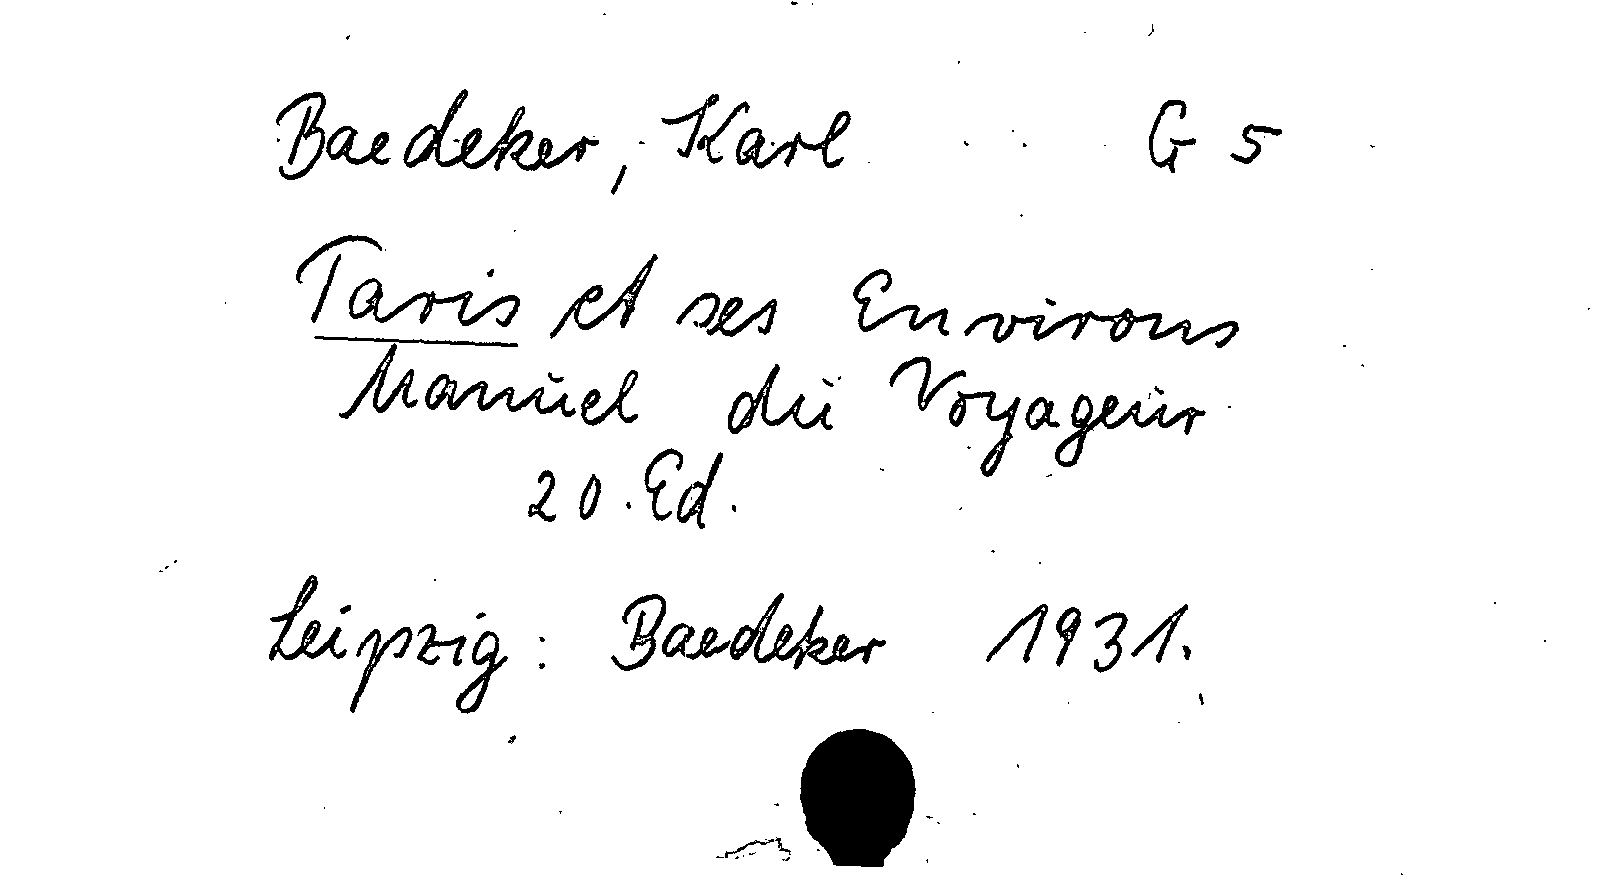 Baedeker, Karl G 5
Paris et ses Environs
Manuel du Voyageur
20. Ed.
Leipzig: Baedeker 1931.